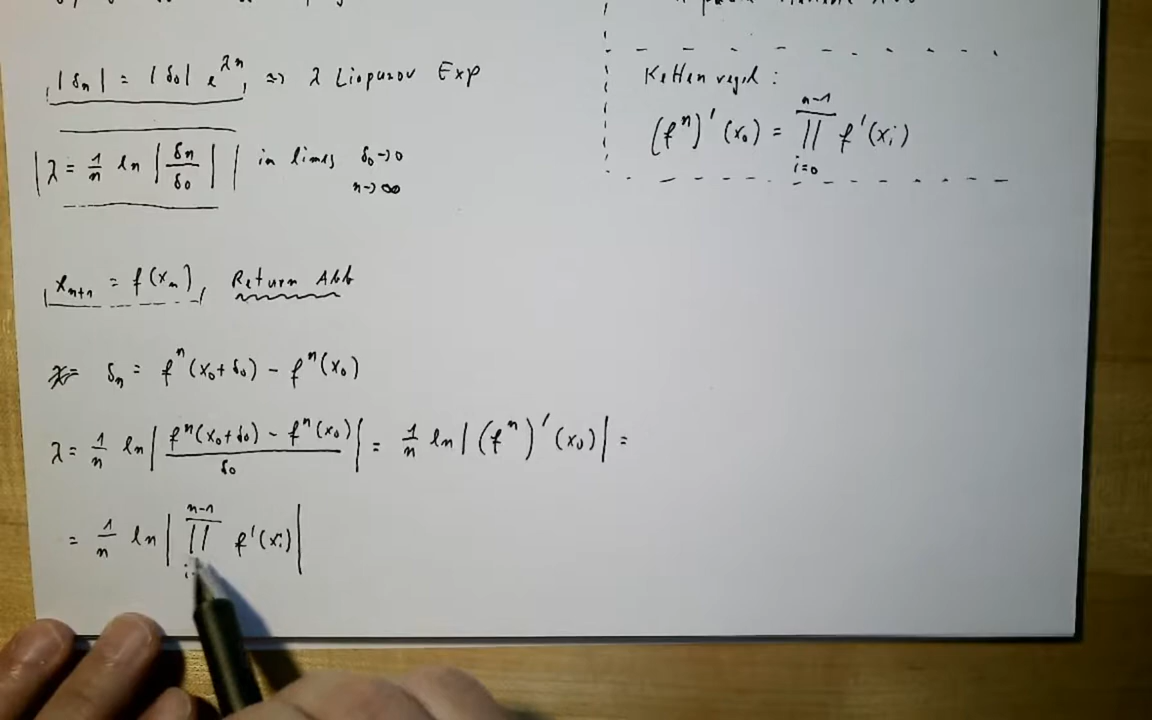 |δn| = |δ0| e^λn => λ Liapunov Exp
λ = 1/n ln |δn/δ0| in limes δ0→0
n→∞
xn+1 = f(xn), Return Abb
δn = f^n(x0+δ0) - f^n(x0)
λ = 1/n ln |(f^n(x0+δ0) - f^n(x0))/δ0| = 1/n ln |(f^n)'(x0)| =
= 1/n ln | n-1 ∏ f'(xi) |
Kettenregel:
(f^n)'(x0) = n-1 ∏ i=0 f'(xi)